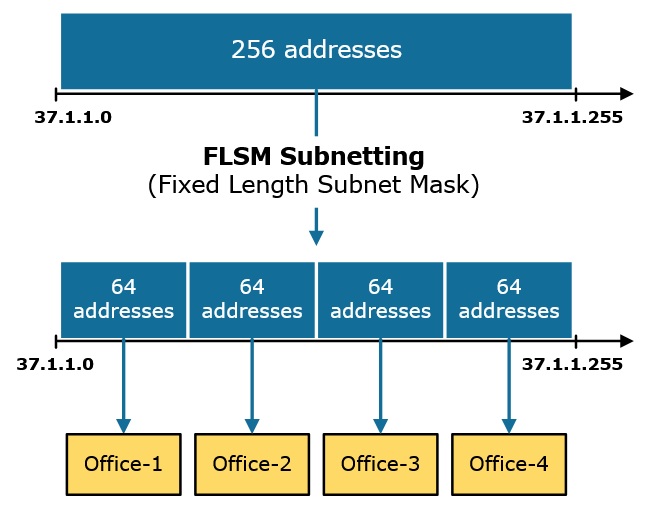 256 addresses
37.1.1.0
37.1.1.255
FLSM Subnetting
(Fixed Length Subnet Mask)
64
addresses
64
addresses
64
addresses
64
addresses
37.1.1.0
37.1.1.255
Office-1
Office-2
Office-3
Office-4